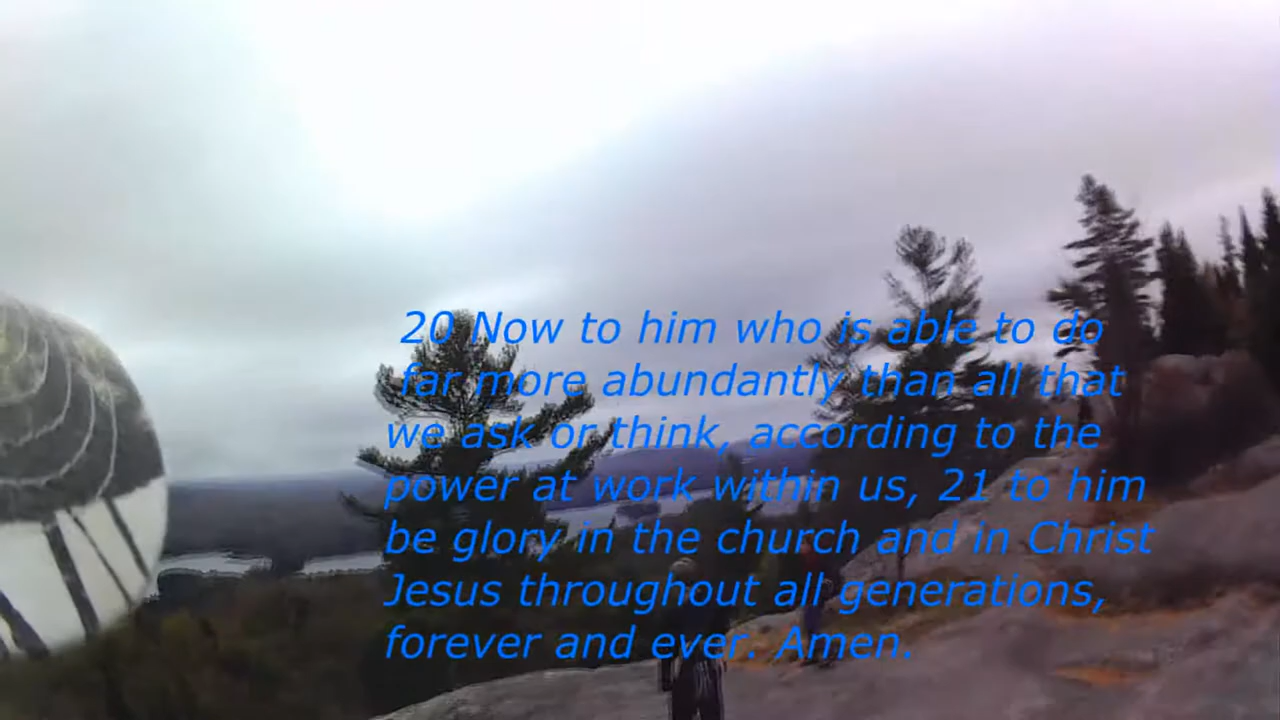 20 Now to him who is able to do
far more abundantly than all that
we ask or think, according to the
power at work within us, 21 to him
be glory in the church and in Christ
Jesus throughout all generations,
forever and ever. Amen.